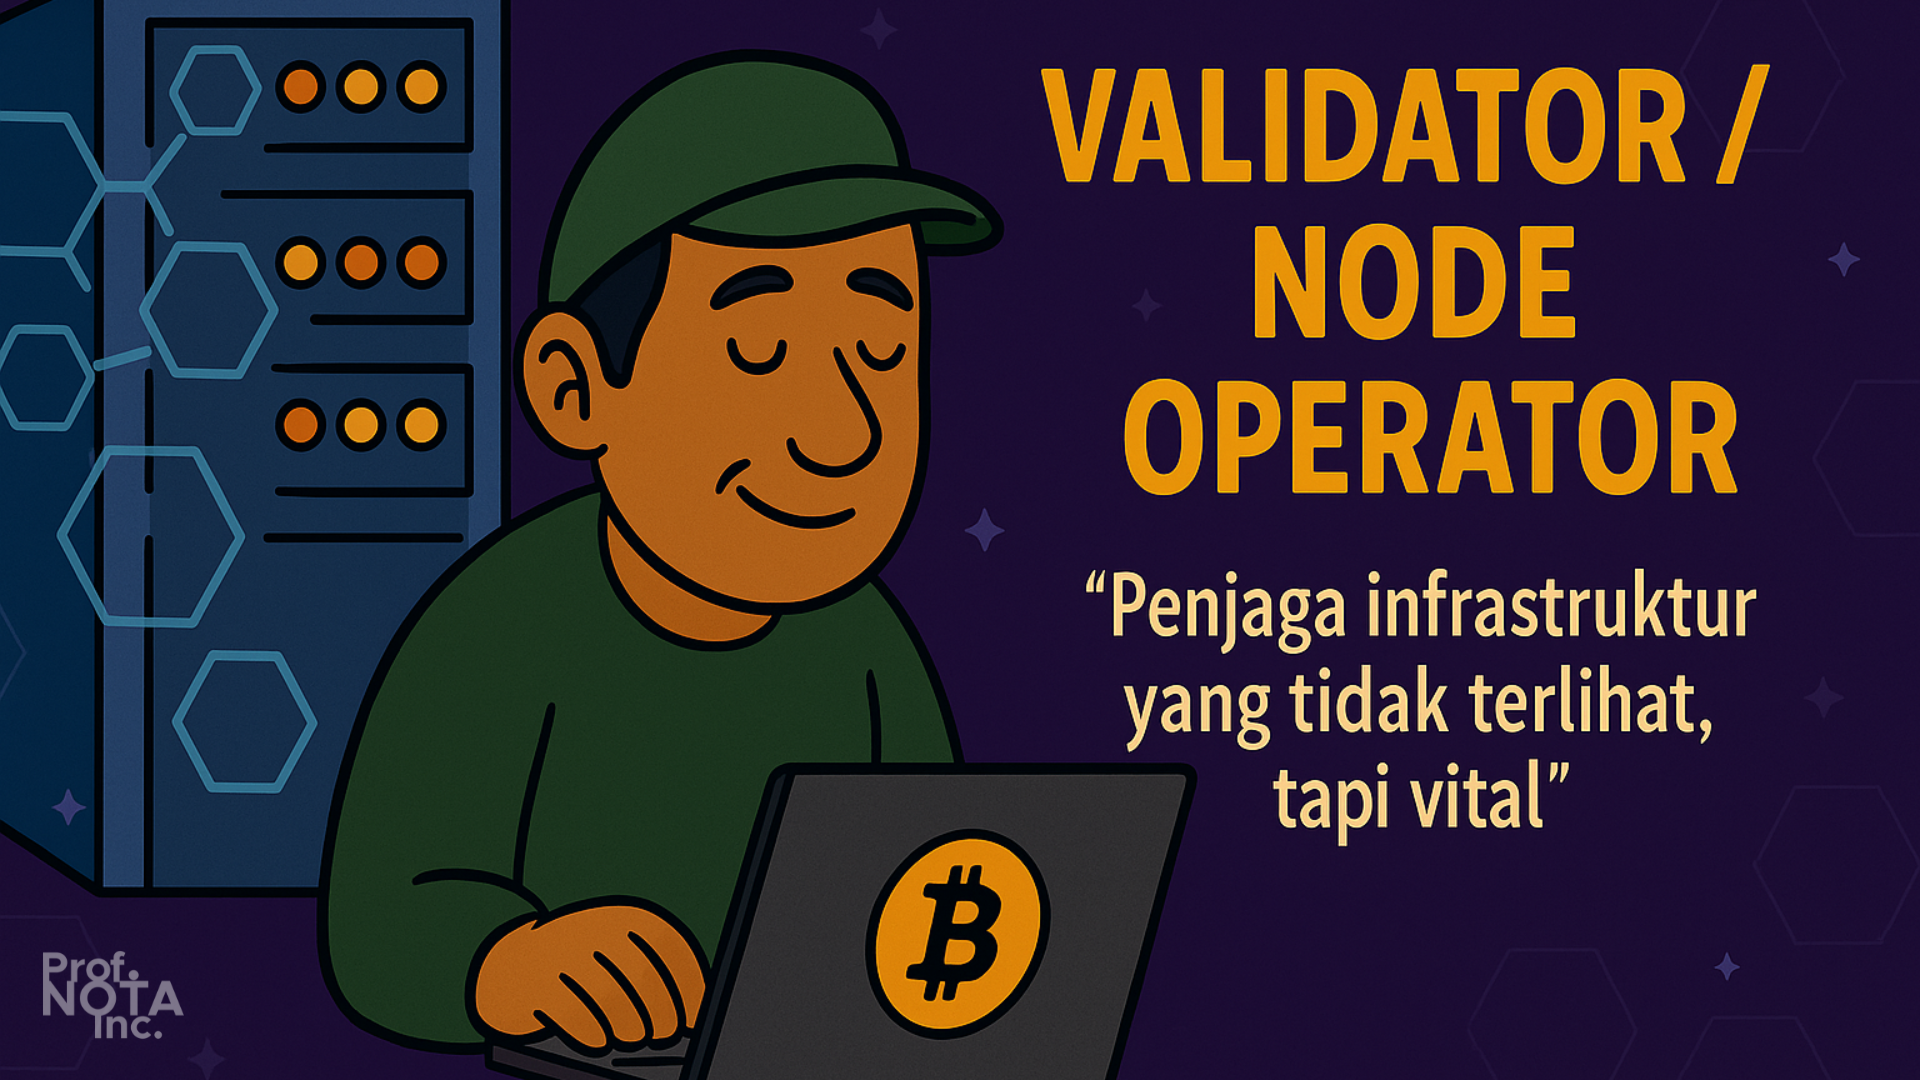 VALIDATOR /
NODE
OPERATOR
“Penjaga infrastruktur
yang tidak terlihat,
tapi vital”
Prof.
NOTA
Inc.